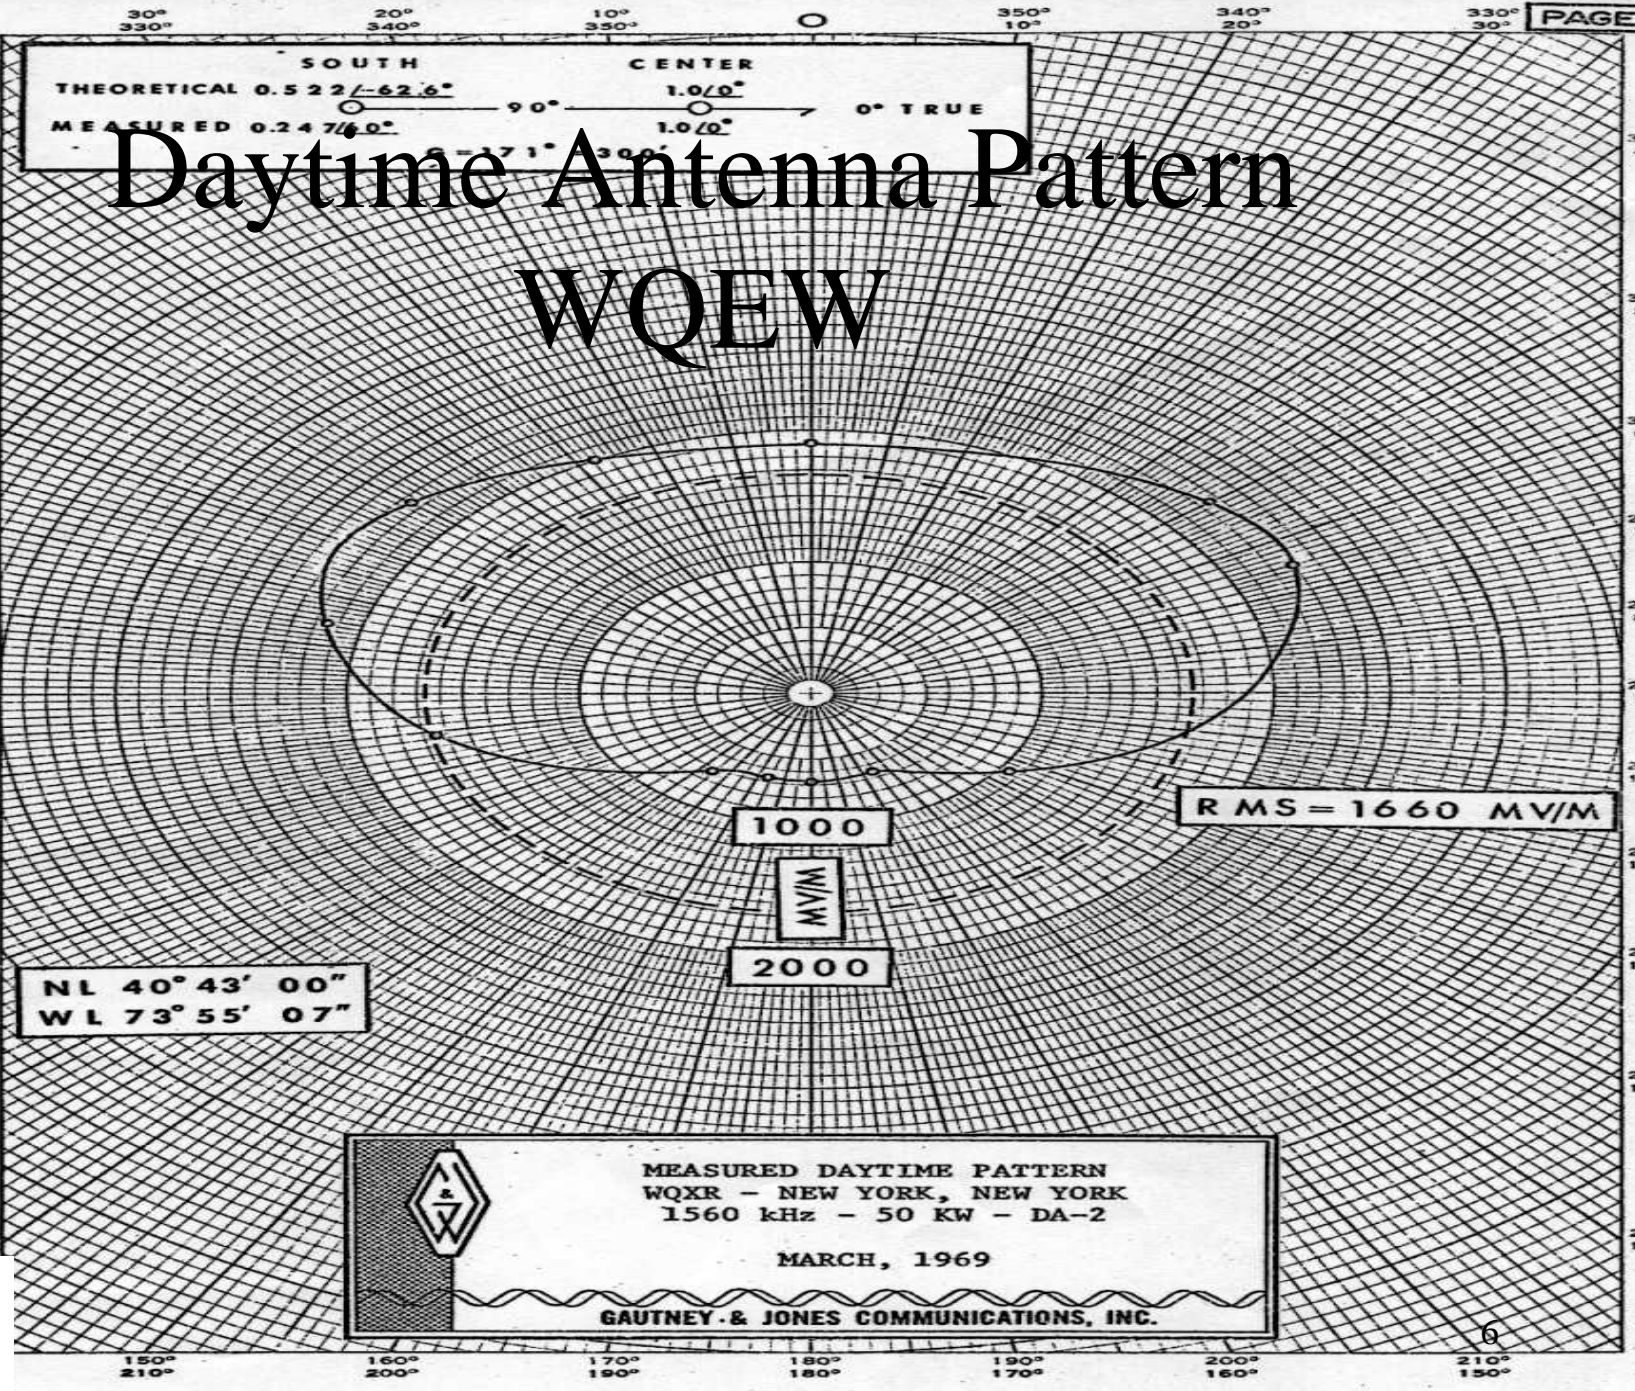 30° 20° 10° O 350° 340° 330°
330° 340° 350° 10° 20° 30°
PAGE
SOUTH CENTER
THEORETICAL 0.522/-62.6° 1.0/0°
90° 0° TRUE
MEASURED 0.247/60° 1.0/0°
G=171° 300'
Daytime Antenna Pattern
WQEW
1000
RMS=1660 MV/M
MV/M
2000
NL 40° 43' 00"
WL 73° 55' 07"
MEASURED DAYTIME PATTERN
WQXR - NEW YORK, NEW YORK
1560 kHz - 50 KW - DA-2
&
MARCH, 1969
GAUTNEY & JONES COMMUNICATIONS, INC.
6
150° 160° 170° 180° 190° 200° 210°
210° 200° 190° 180° 170° 160° 150°